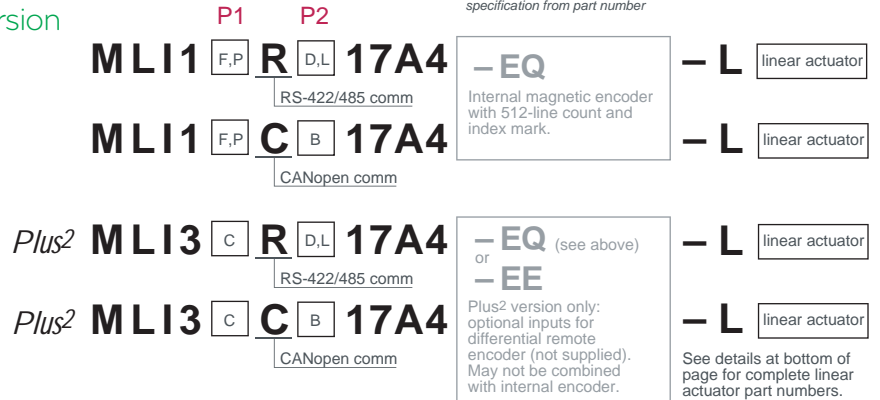 specification from part number
rsion
P1 P2
MLI1 F,P R D,L 17A4 – EQ – L linear actuator
RS-422/485 comm
Internal magnetic encoder
with 512-line count and
index mark.
MLI1 F,P C B 17A4 – L linear actuator
CANopen comm
Plus2 MLI3 C R D,L 17A4 – EQ (see above) – L linear actuator
or
RS-422/485 comm
– EE
Plus2 MLI3 C C B 17A4 – L linear actuator
CANopen comm
Plus2 version only:
optional inputs for
differential remote
encoder (not supplied).
May not be combined
with internal encoder.
See details at bottom of
page for complete linear
actuator part numbers.